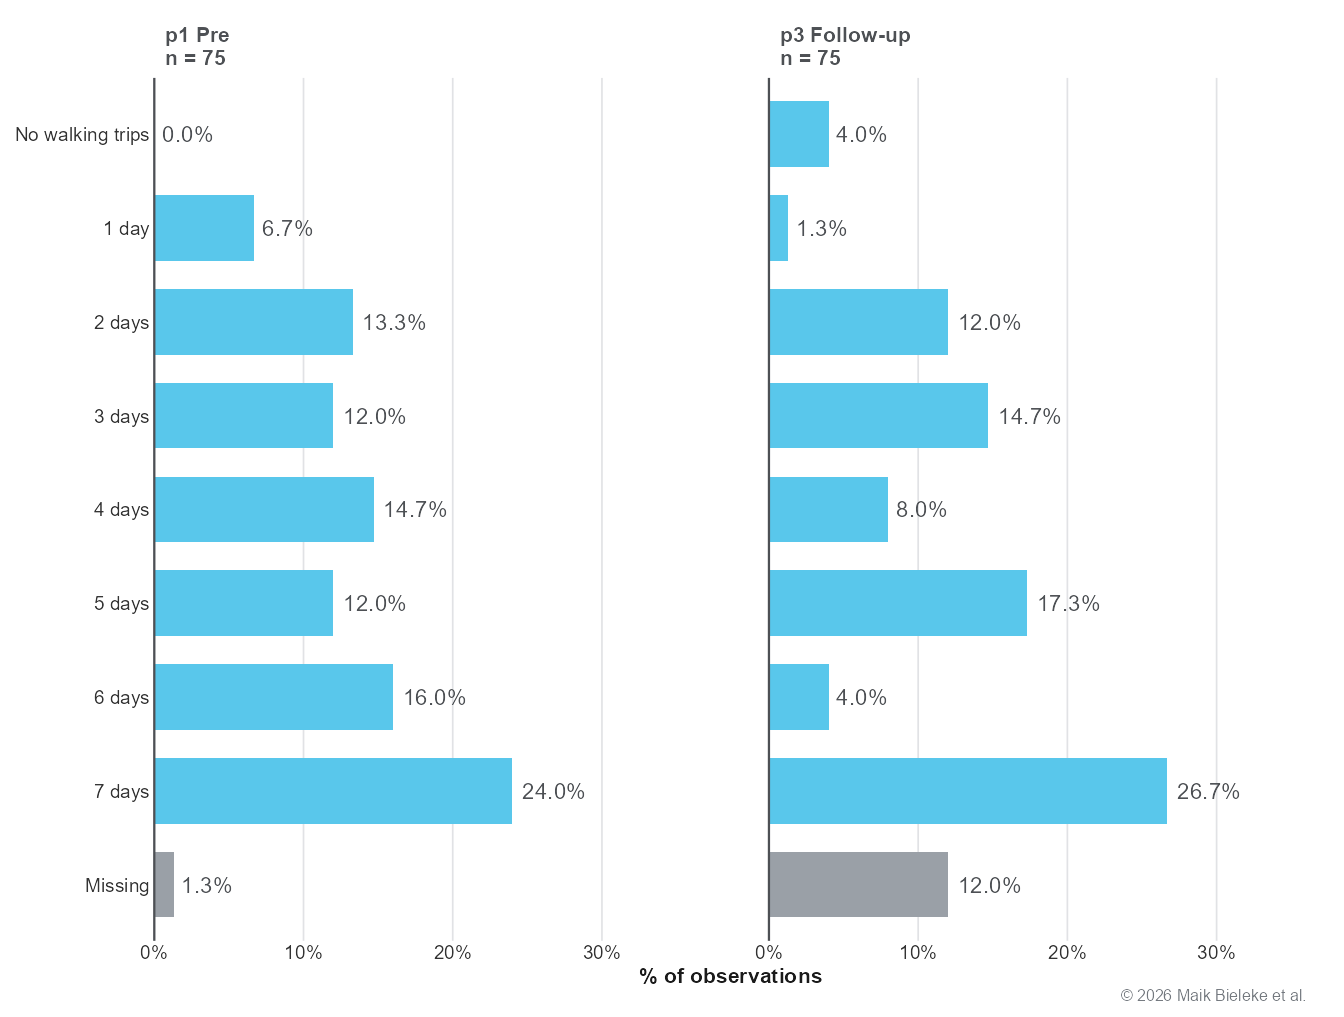 p1 Pre
n = 75
p3 Follow-up
n = 75
No walking trips 0.0% 4.0%
1 day 6.7% 1.3%
2 days 13.3% 12.0%
3 days 12.0% 14.7%
4 days 14.7% 8.0%
5 days 12.0% 17.3%
6 days 16.0% 4.0%
7 days 24.0% 26.7%
Missing 1.3% 12.0%
0% 10% 20% 30% 0% 10% 20% 30%
% of observations
© 2026 Maik Bieleke et al.